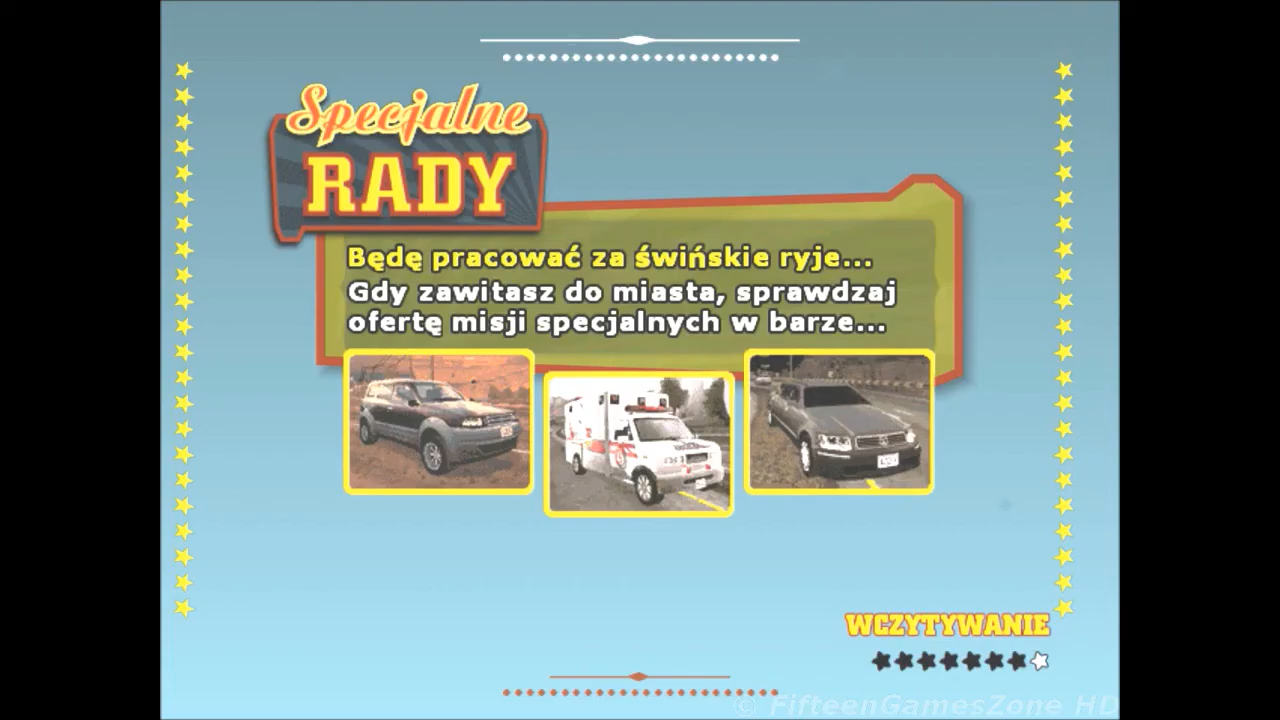 Specjalne
RADY
Będę pracować za świńskie ryje...
Gdy zawitasz do miasta, sprawdzaj
ofertę misji specjalnych w barze...
WCZYTYWANIE
© FifteenGamesZone HD